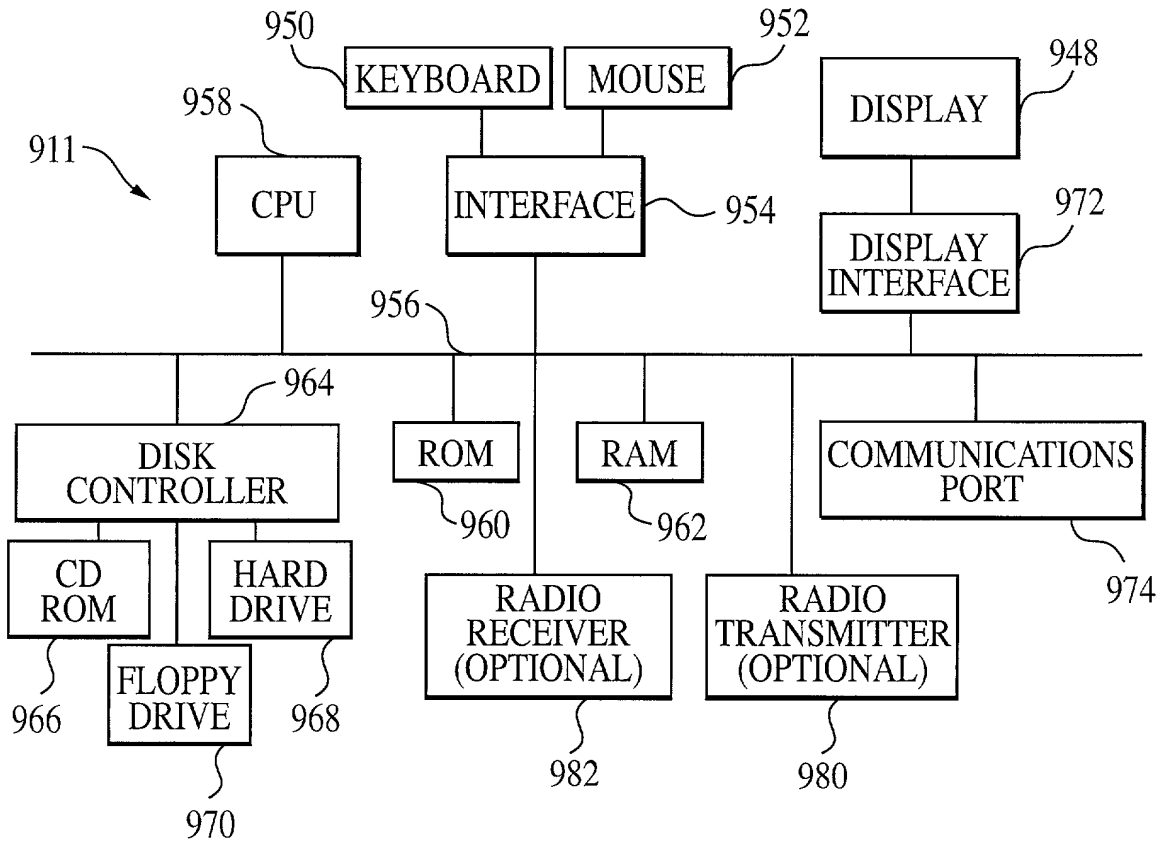 950
KEYBOARD
MOUSE
952
948
DISPLAY
958
911
CPU
INTERFACE
954
972
DISPLAY
INTERFACE
956
964
DISK
CONTROLLER
ROM
960
RAM
962
COMMUNICATIONS
PORT
974
CD
ROM
966
HARD
DRIVE
968
FLOPPY
DRIVE
970
RADIO
RECEIVER
(OPTIONAL)
982
RADIO
TRANSMITTER
(OPTIONAL)
980